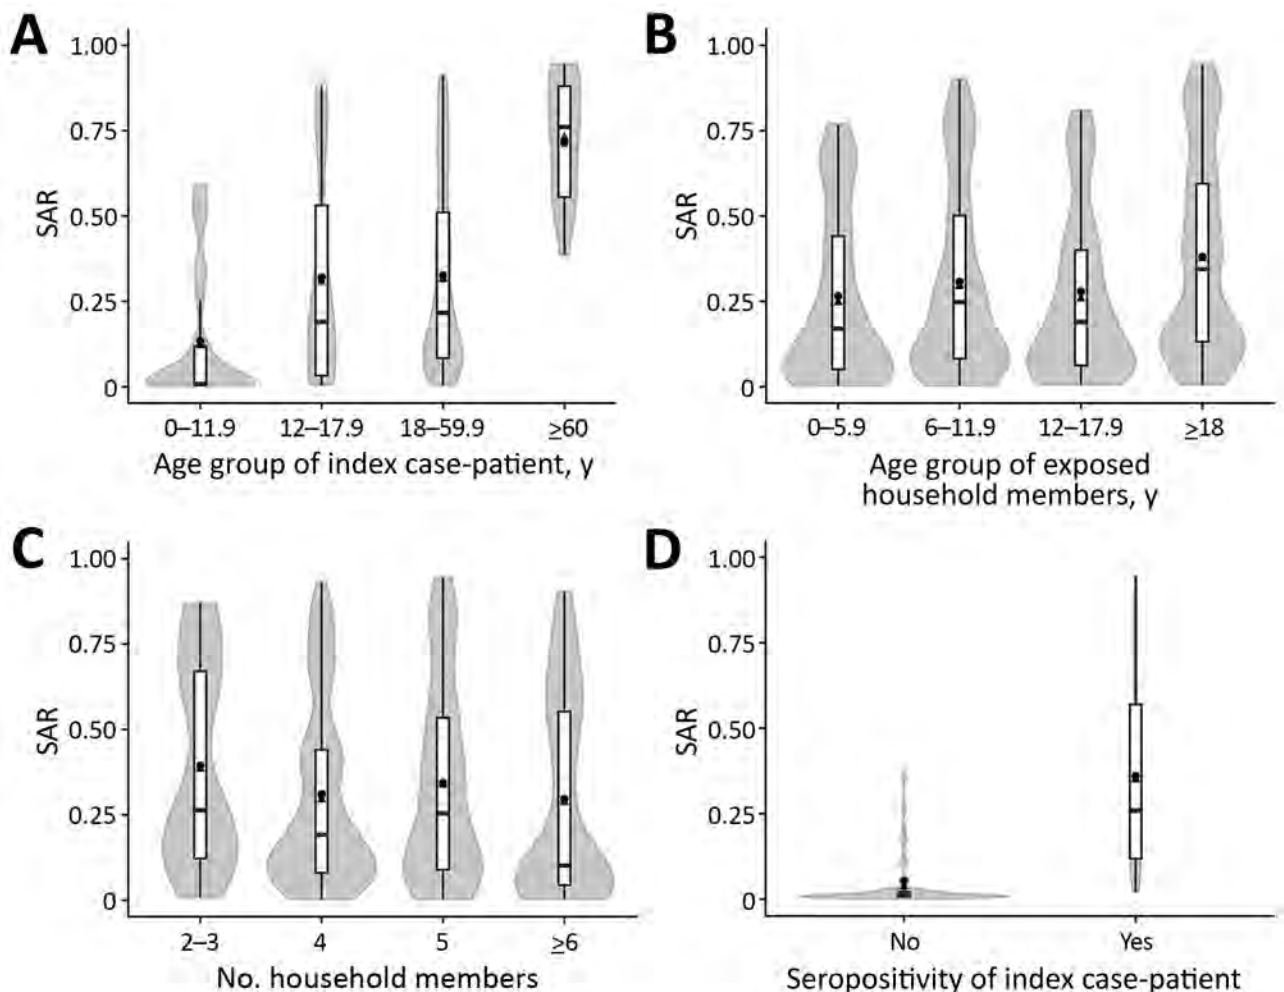 A
1.00
0.75
0.50
0.25
0
SAR
0–11.9 12–17.9 18–59.9 ≥60
Age group of index case-patient, y
B
1.00
0.75
0.50
0.25
0
SAR
0–5.9 6–11.9 12–17.9 ≥18
Age group of exposed
household members, y
C
1.00
0.75
0.50
0.25
0
SAR
2–3 4 5 ≥6
No. household members
D
1.00
0.75
0.50
0.25
0
SAR
No Yes
Seropositivity of index case-patient